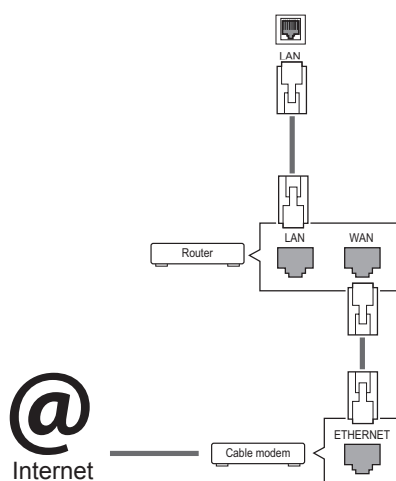 LAN
LAN WAN
Router
ETHERNET
@
Cable modem
Internet